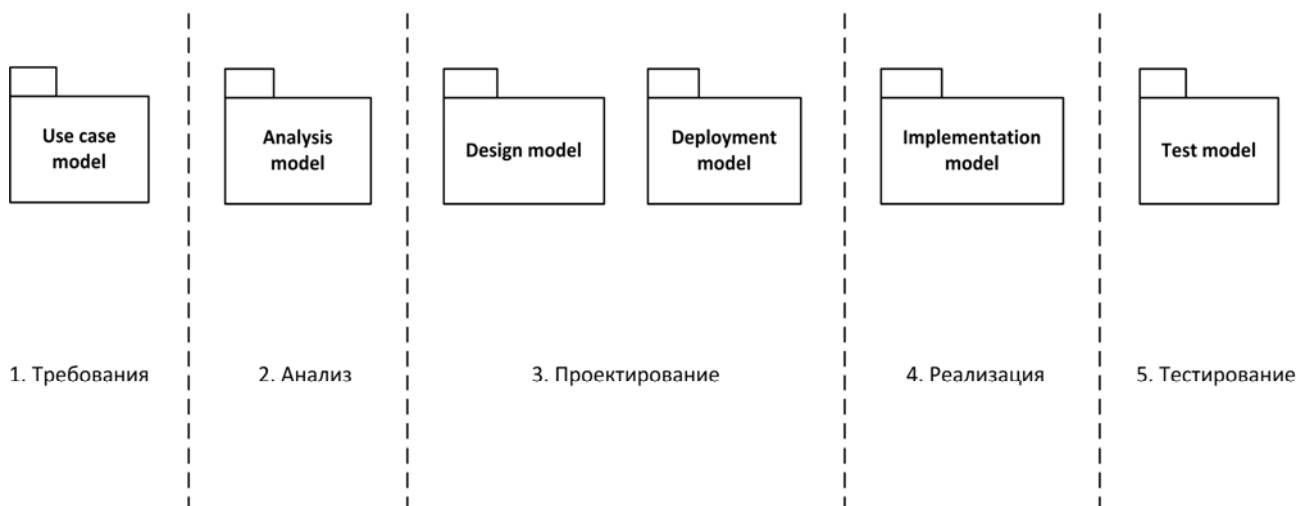 Use case
model
Analysis
model
Design model
Deployment
model
Implementation
model
Test model
1. Требования
2. Анализ
3. Проектирование
4. Реализация
5. Тестирование